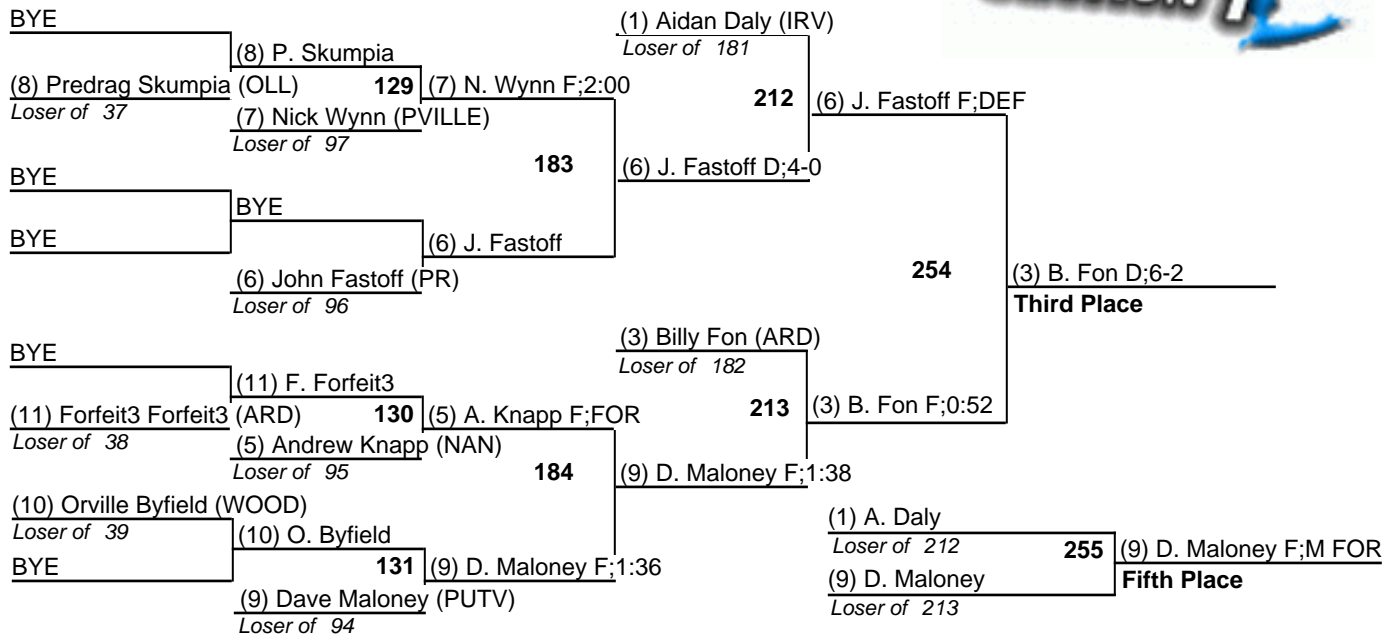 BYE
(8) P. Skumpia
(8) Predrag Skumpia (OLL)
Loser of 37
129
(7) N. Wynn F;2:00
(7) Nick Wynn (PVILLE)
Loser of 97
183
BYE
BYE
BYE
(6) J. Fastoff
(6) John Fastoff (PR)
Loser of 96
(1) Aidan Daly (IRV)
Loser of 181
212
(6) J. Fastoff F;DEF
(6) J. Fastoff D;4-0
254
(3) B. Fon D;6-2
Third Place
BYE
(11) F. Forfeit3
(11) Forfeit3 Forfeit3 (ARD)
Loser of 38
130
(5) A. Knapp F;FOR
(5) Andrew Knapp (NAN)
Loser of 95
184
(10) Orville Byfield (WOOD)
Loser of 39
(10) O. Byfield
BYE
131
(9) D. Maloney F;1:36
(9) Dave Maloney (PUTV)
Loser of 94
(3) Billy Fon (ARD)
Loser of 182
213
(3) B. Fon F;0:52
(9) D. Maloney F;1:38
(1) A. Daly
Loser of 212
255
(9) D. Maloney F;M FOR
(9) D. Maloney
Fifth Place
Loser of 213